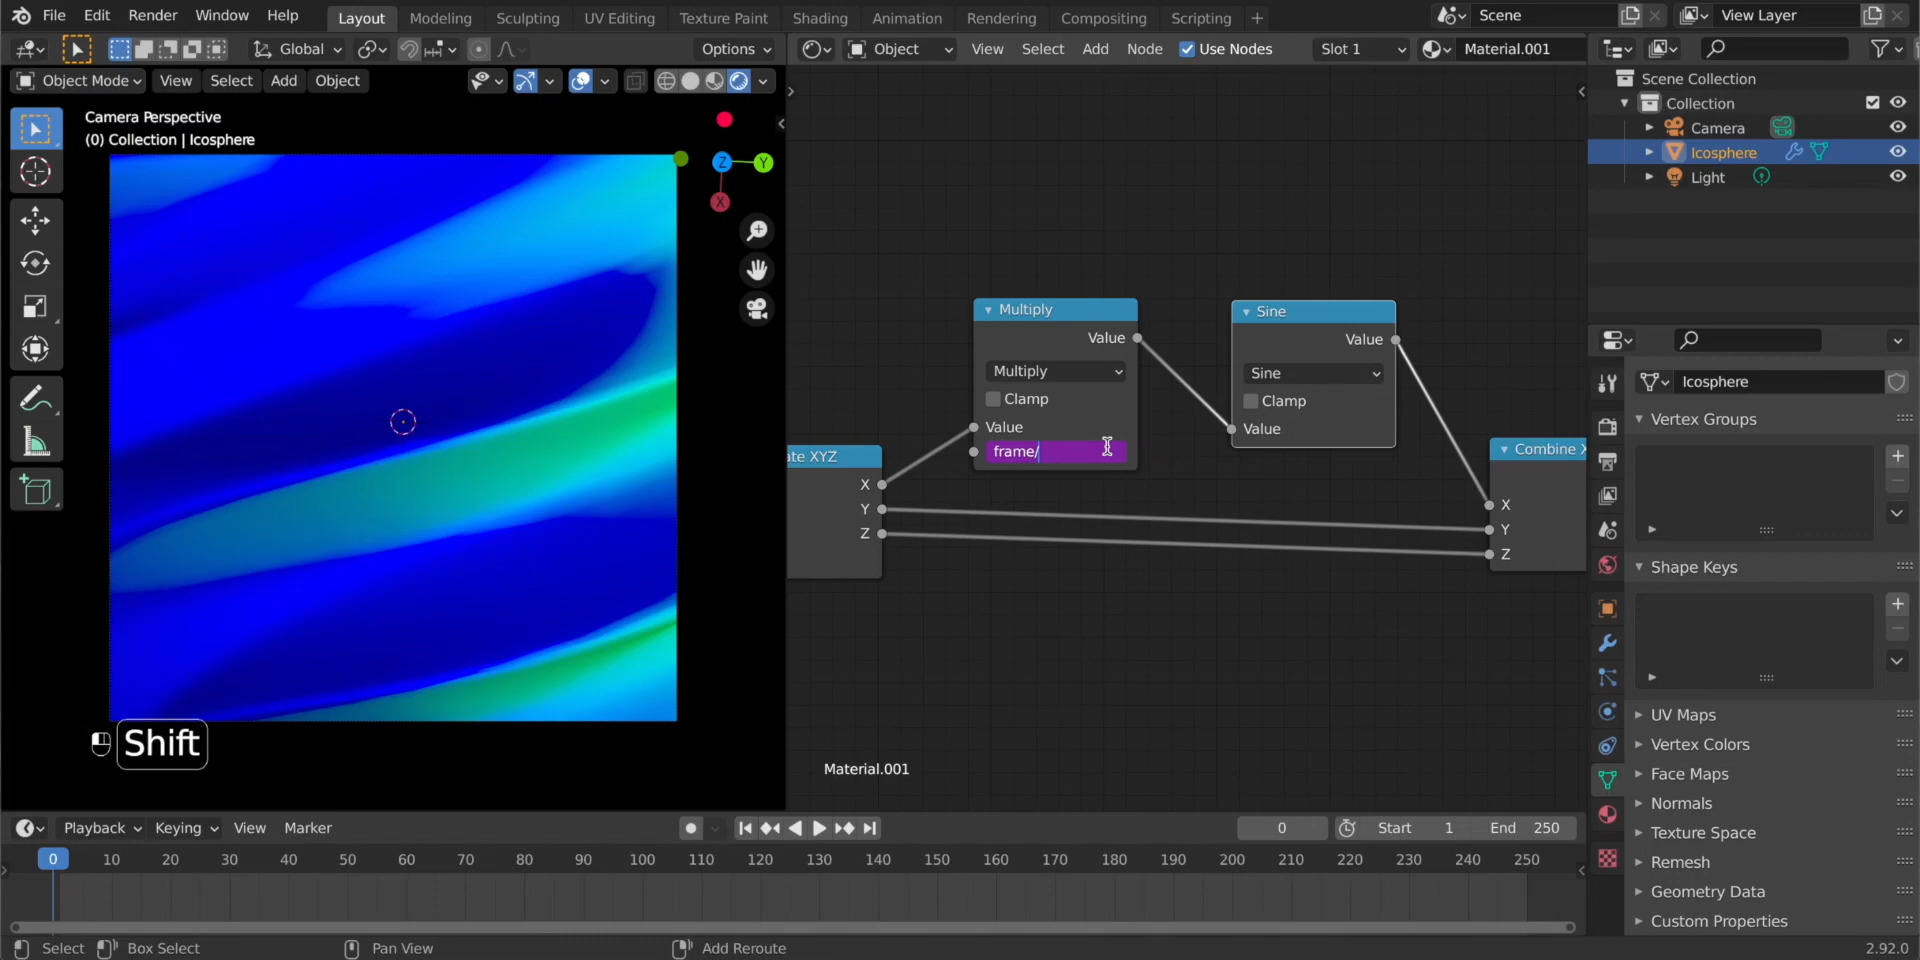 File Edit Render Window Help Layout Modeling Sculpting UV Editing Texture Paint Shading Animation Rendering Compositing Scripting + Scene View Layer
Global Options Object View Select Add Node Use Nodes Slot 1 Material.001
Object Mode View Select Add Object
Camera Perspective
(0) Collection | Icosphere
Z Y
X
Scene Collection
Collection
Camera
Icosphere
Light
Multiply
Value
Multiply
Clamp
Value
frame/
Sine
Value
Sine
Clamp
Value
ate XYZ
X
Y
Z
Combine X
X
Y
Z
Icosphere
Vertex Groups
Shape Keys
UV Maps
Vertex Colors
Face Maps
Normals
Texture Space
Remesh
Geometry Data
Custom Properties
Shift
Material.001
Playback Keying View Marker 0 Start 1 End 250
0 10 20 30 40 50 60 70 80 90 100 110 120 130 140 150 160 170 180 190 200 210 220 230 240 250
Select Box Select Pan View Add Reroute 2.92.0